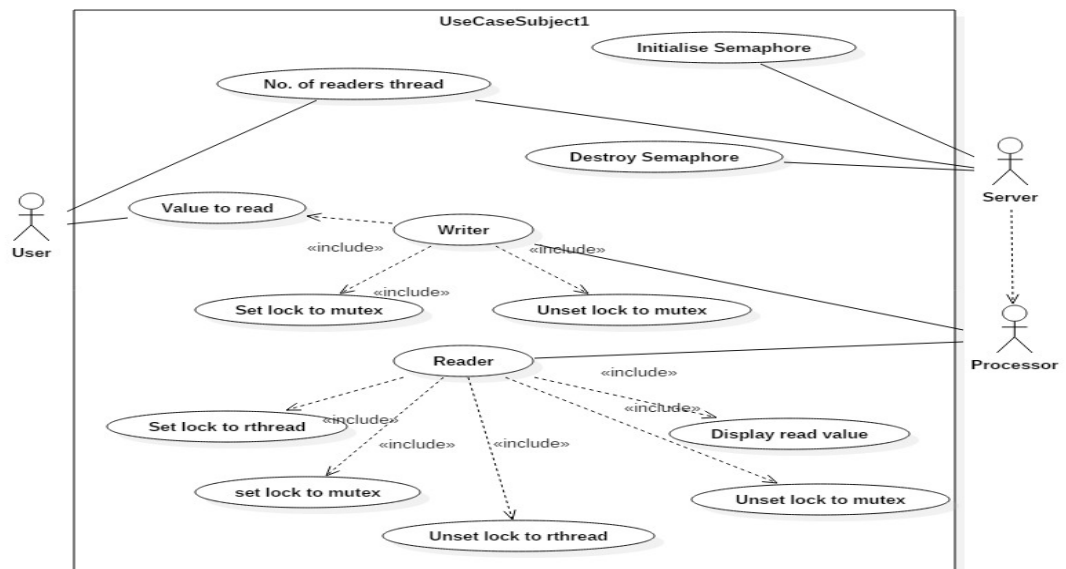 UseCaseSubject1
Initialise Semaphore
No. of readers thread
Destroy Semaphore
Server
Value to read
User
Writer
«include»
«include»
«include»
Set lock to mutex
Unset lock to mutex
Reader
Processor
«include»
«include»
«include»
Set lock to rthread
Display read value
«include»
«include»
set lock to mutex
Unset lock to mutex
Unset lock to rthread